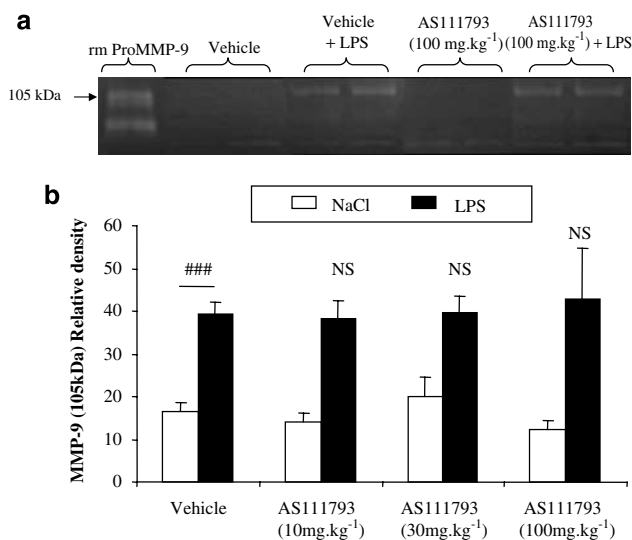 a
rm ProMMP-9
Vehicle
Vehicle
+ LPS
AS111793
(100 mg.kg-1)
AS111793
(100 mg.kg-1) + LPS
105 kDa
b
NaCl
LPS
MMP-9 (105kDa) Relative density
60
50
40
30
20
10
0
###
NS
NS
NS
Vehicle
AS111793
(10mg.kg-1)
AS111793
(30mg.kg-1)
AS111793
(100mg.kg-1)